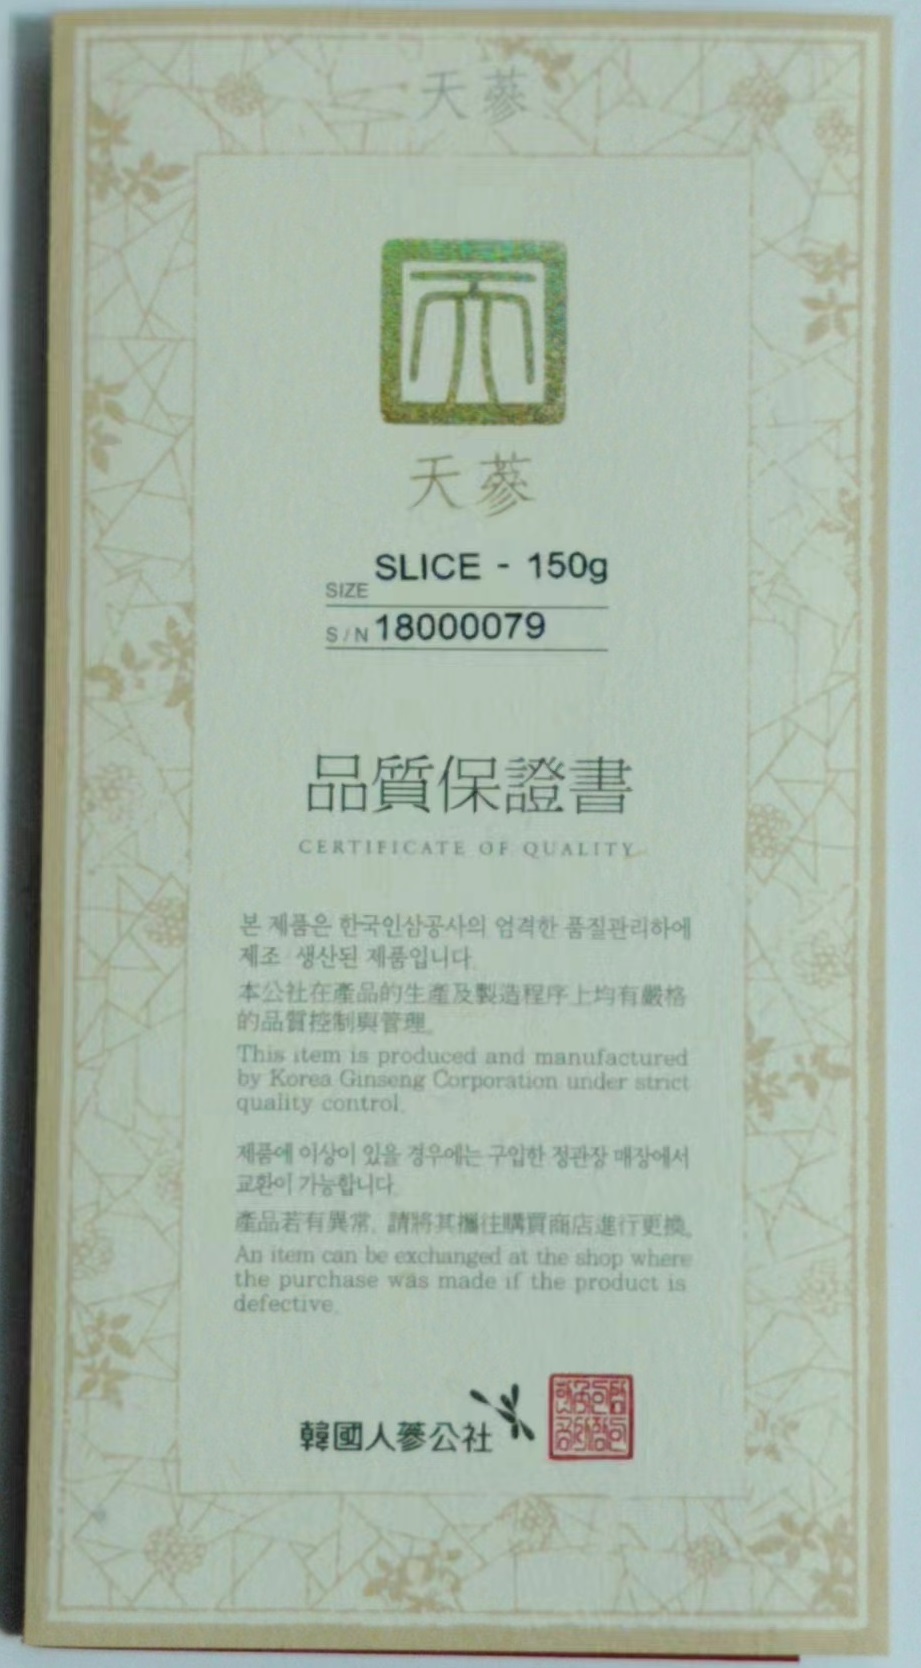 天蔘
天
天蔘
SIZE SLICE - 150g
S/N 18000079
品質保證書
CERTIFICATE OF QUALITY
본 제품은 한국인삼공사의 엄격한 품질관리하에
제조 생산된 제품입니다.
本公社在產品的生產及製造程序上均有嚴格
的品質控制與管理。
This item is produced and manufactured
by Korea Ginseng Corporation under strict
quality control.
제품에 이상이 있을 경우에는 구입한 정관장 매장에서
교환이 가능합니다.
產品若有異常, 請將其攜往購買商店進行更換。
An item can be exchanged at the shop where
the purchase was made if the product is
defective.
韓國人蔘公社